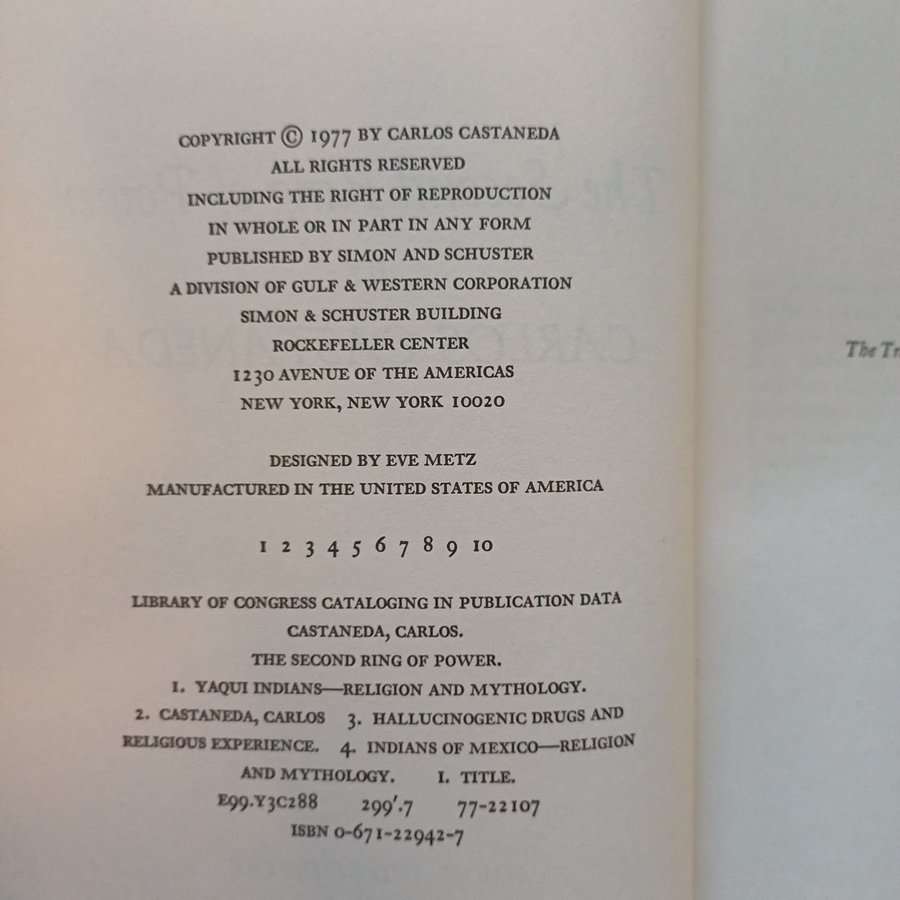 COPYRIGHT © 1977 BY CARLOS CASTANEDA
ALL RIGHTS RESERVED
INCLUDING THE RIGHT OF REPRODUCTION
IN WHOLE OR IN PART IN ANY FORM
PUBLISHED BY SIMON AND SCHUSTER
A DIVISION OF GULF & WESTERN CORPORATION
SIMON & SCHUSTER BUILDING
ROCKEFELLER CENTER
1230 AVENUE OF THE AMERICAS
NEW YORK, NEW YORK 10020
DESIGNED BY EVE METZ
MANUFACTURED IN THE UNITED STATES OF AMERICA
1 2 3 4 5 6 7 8 9 10
LIBRARY OF CONGRESS CATALOGING IN PUBLICATION DATA
CASTANEDA, CARLOS.
THE SECOND RING OF POWER.
1. YAQUI INDIANS—RELIGION AND MYTHOLOGY.
2. CASTANEDA, CARLOS 3. HALLUCINOGENIC DRUGS AND
RELIGIOUS EXPERIENCE. 4. INDIANS OF MEXICO—RELIGION
AND MYTHOLOGY. I. TITLE.
E99.Y3C288 299'.7 77-22107
ISBN 0-671-22942-7
The